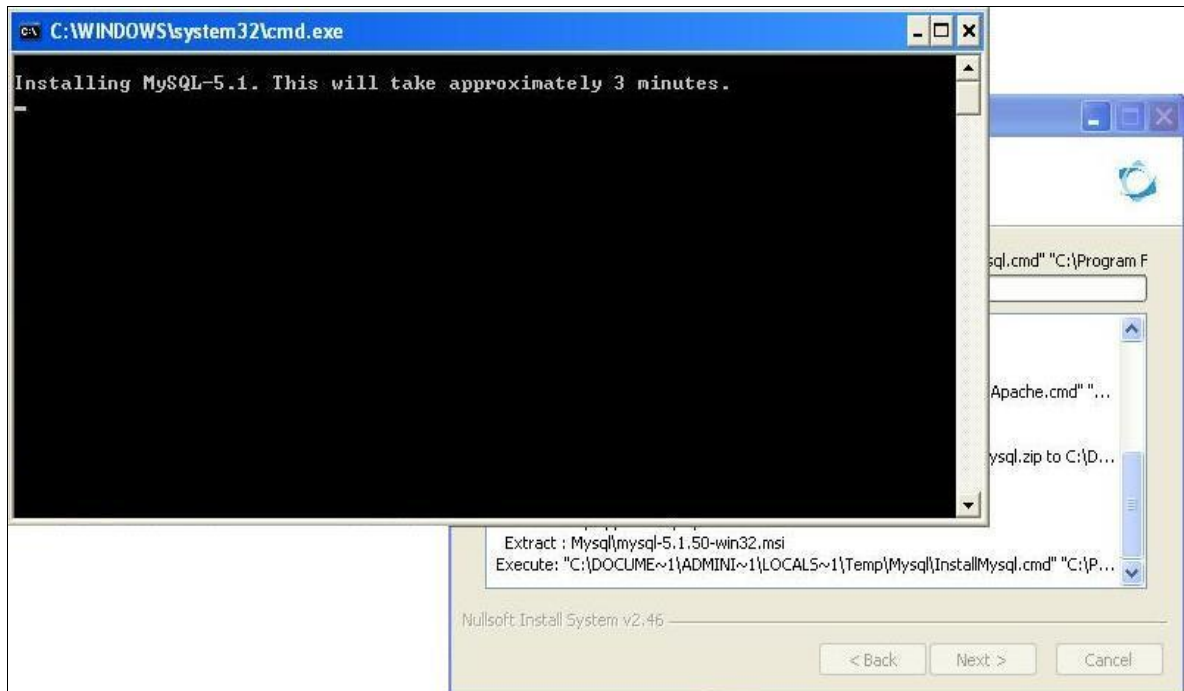 C:\WINDOWS\system32\cmd.exe
Installing MySQL-5.1. This will take approximately 3 minutes.
sql.cmd" "C:\Program F
Apache.cmd" "...
ysql.zip to C:\D...
Extract : Mysql\mysql-5.1.50-win32.msi
Execute: "C:\DOCUME~1\ADMINI~1\LOCALS~1\Temp\Mysql\InstallMysql.cmd" "C:\P...
Nullsoft Install System v2.46
< Back
Next >
Cancel